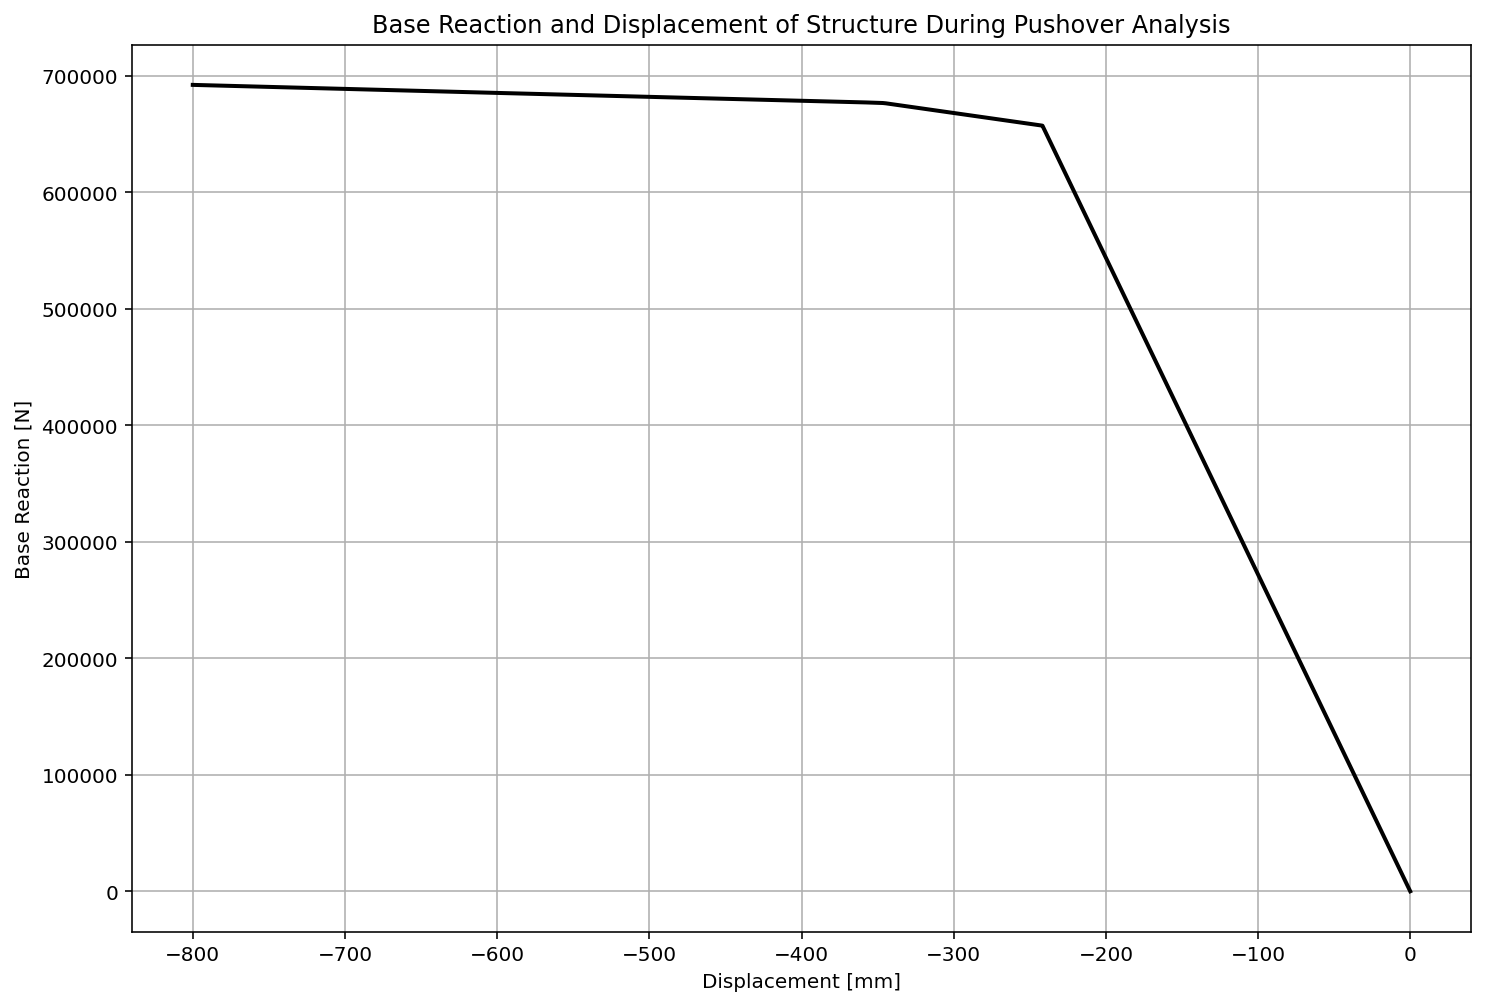 Base Reaction and Displacement of Structure During Pushover Analysis
700000
600000
500000
400000
300000
200000
100000
0
Base Reaction [N]
−800 −700 −600 −500 −400 −300 −200 −100 0
Displacement [mm]